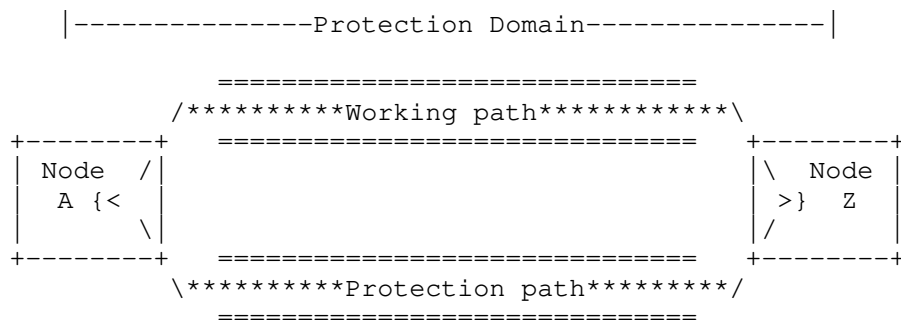 |---------------Protection Domain---------------|
==============================
/**********Working path************\
+--------+ ============================== +--------+
| Node /| |\ Node |
| A {< | | >} Z |
| \| |/ |
+--------+ ============================== +--------+
\**********Protection path*********/
==============================